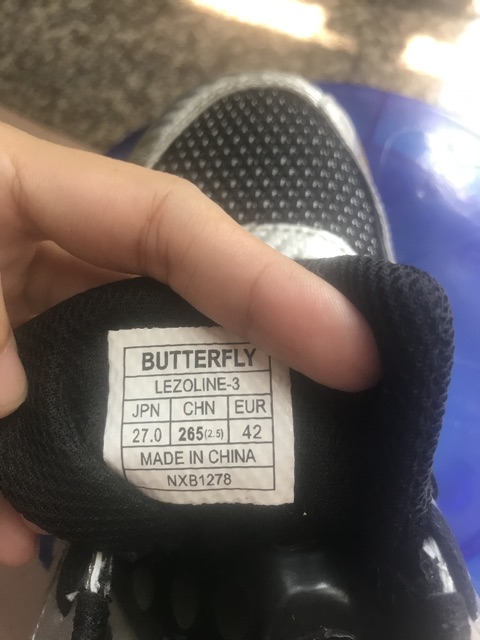 BUTTERFLY
LEZOLINE-3
JPN CHN EUR
27.0 265(2.5) 42
MADE IN CHINA
NXB1278